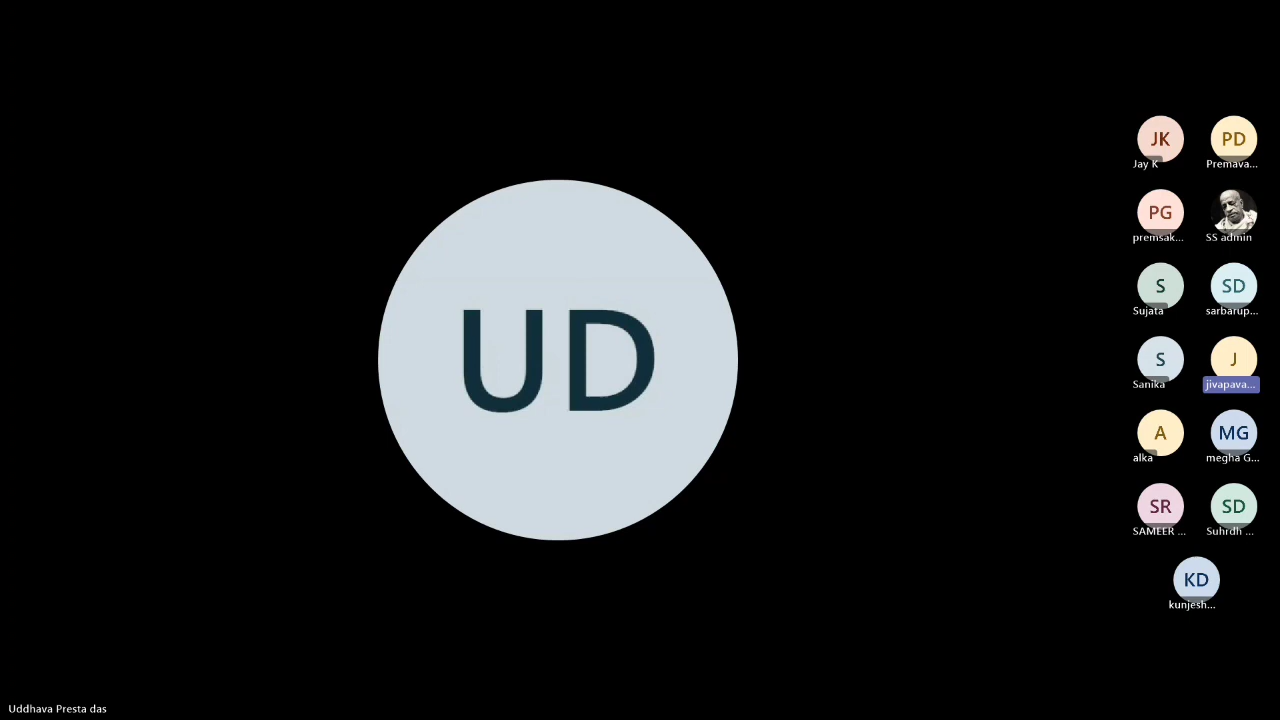 JK PD
Jay K Premava...
PG
premsak... SS admin
S SD
Sujata sarbarup...
UD
S J
Sanika jivapava...
A MG
alka megha G...
SR SD
SAMEER ... Suhrdh ...
KD
kunjesh...
Uddhava Presta das